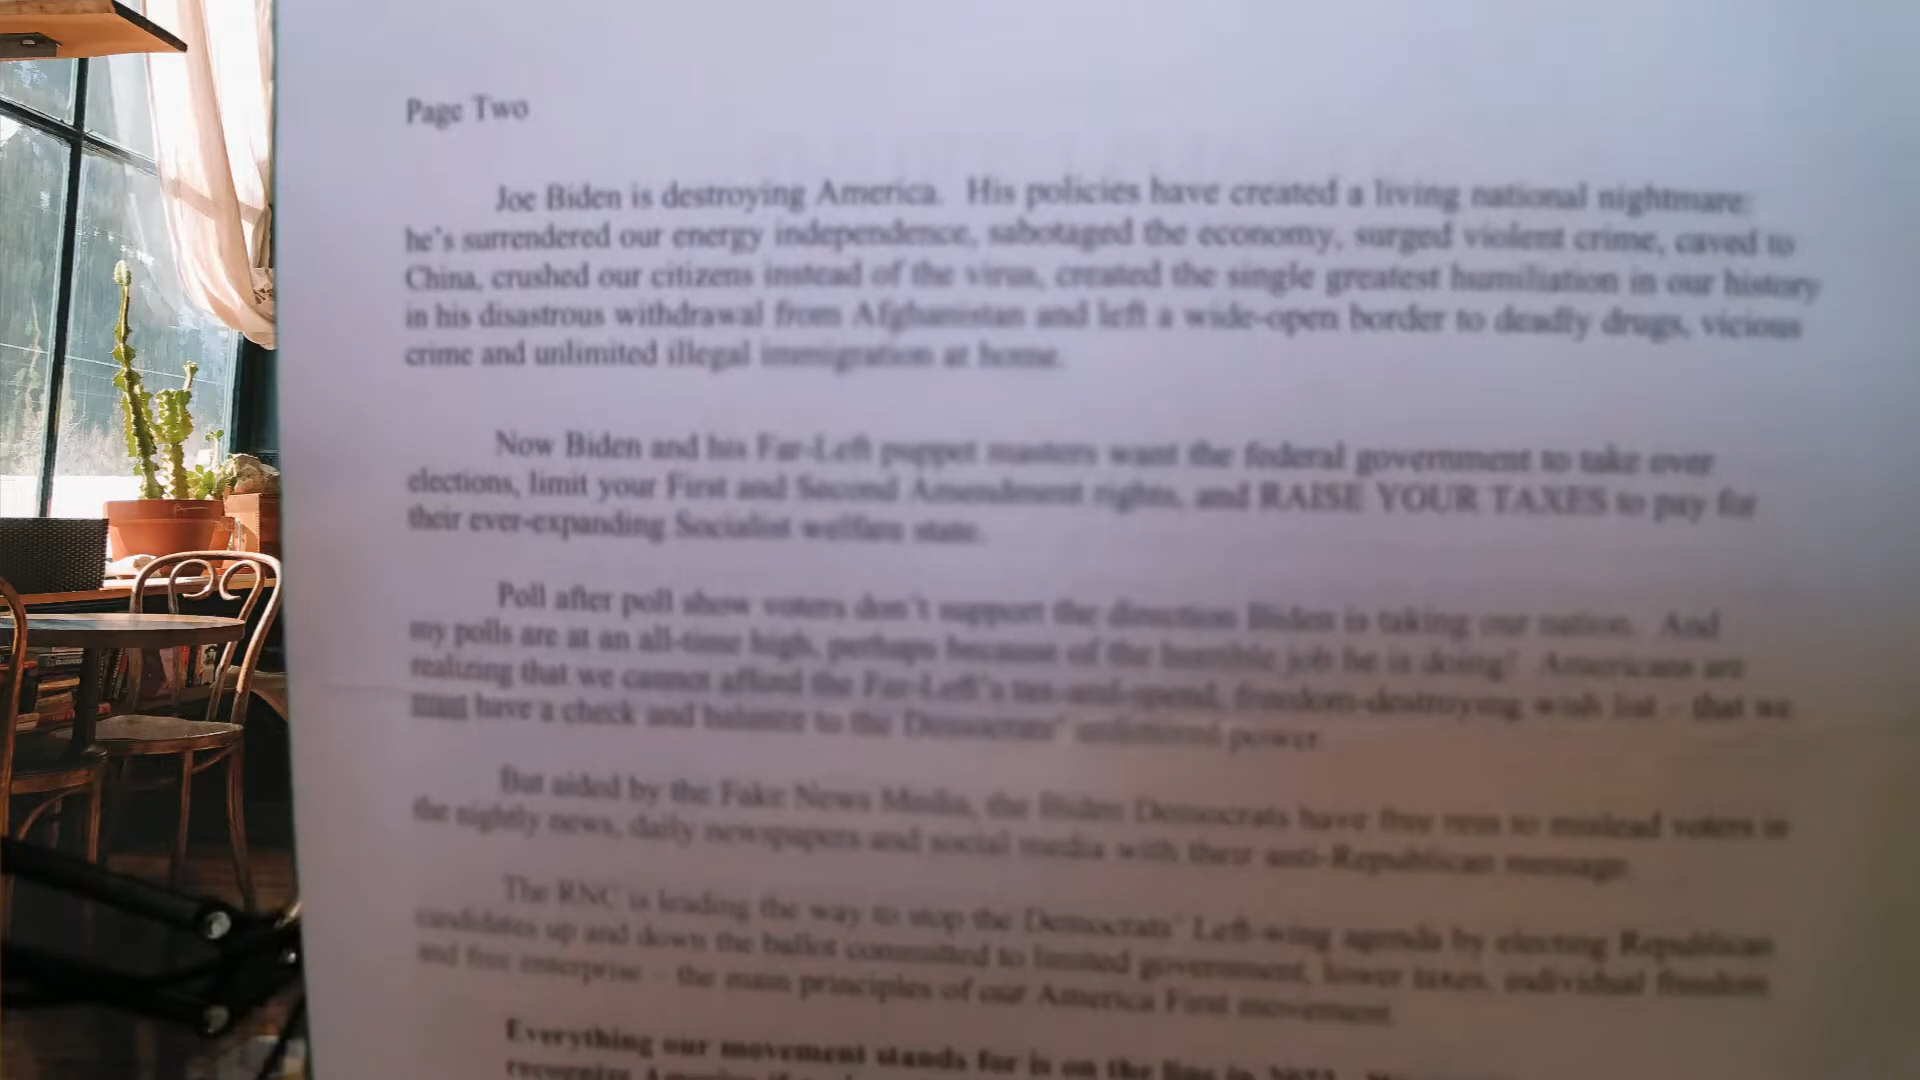 Page Two
Joe Biden is destroying America. His policies have created a living national nightmare:
he's surrendered our energy independence, sabotaged the economy, surged violent crime, caved to
China, crushed our citizens instead of the virus, created the single greatest humiliation in our history
in his disastrous withdrawal from Afghanistan and left a wide-open border to deadly drugs, vicious
crime and unlimited illegal immigration at home.
Now Biden and his Far-Left puppet masters want the federal government to take over
elections, limit your First and Second Amendment rights, and RAISE YOUR TAXES to pay for
their ever-expanding Socialist welfare state.
Poll after poll show voters don't support the direction Biden is taking our nation. And
my polls are at an all-time high, perhaps because of the horrible job he is doing! Americans are
realizing that we cannot afford the Far-Left's tax-and-spend, freedom-destroying wish list – that we
must have a check and balance to the Democrats' unfettered power.
But aided by the Fake News Media, the Biden Democrats have free rein to mislead voters in
the nightly news, daily newspapers and social media with their anti-Republican message.
The RNC is leading the way to stop the Democrats' Left-wing agenda by electing Republican
candidates up and down the ballot committed to limited government, lower taxes, individual freedom
and free enterprise – the main principles of our America First movement.
Everything our movement stands for is on the line in
recognize America if